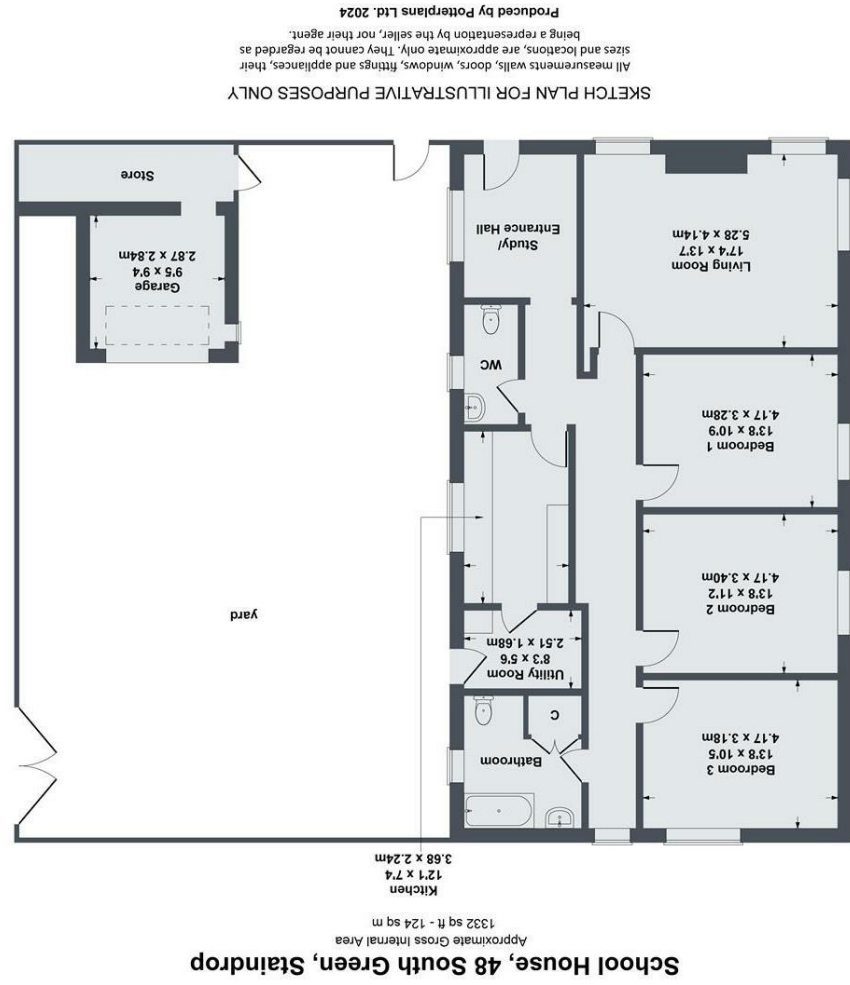 School House, 48 South Green, Staindrop
Approximate Gross Internal Area
1332 sq ft - 124 sq m
Kitchen
12'1 x 7'4
3.68 x 2.24m
Bedroom 3
13'8 x 10'5
4.17 x 3.18m
Bathroom
C
Utility Room
8'3 x 5'6
2.51 x 1.68m
yard
Bedroom 2
13'8 x 11'2
4.17 x 3.40m
Bedroom 1
13'8 x 10'9
4.17 x 3.28m
WC
Living Room
17'4 x 13'7
5.28 x 4.14m
Study/
Entrance Hall
Garage
9'5 x 9'4
2.87 x 2.84m
Store
SKETCH PLAN FOR ILLUSTRATIVE PURPOSES ONLY
All measurements walls, doors, windows, fittings and appliances, their
sizes and locations, are approximate only. They cannot be regarded as
being a representation by the seller, nor their agent.
Produced by Potterplans Ltd. 2024